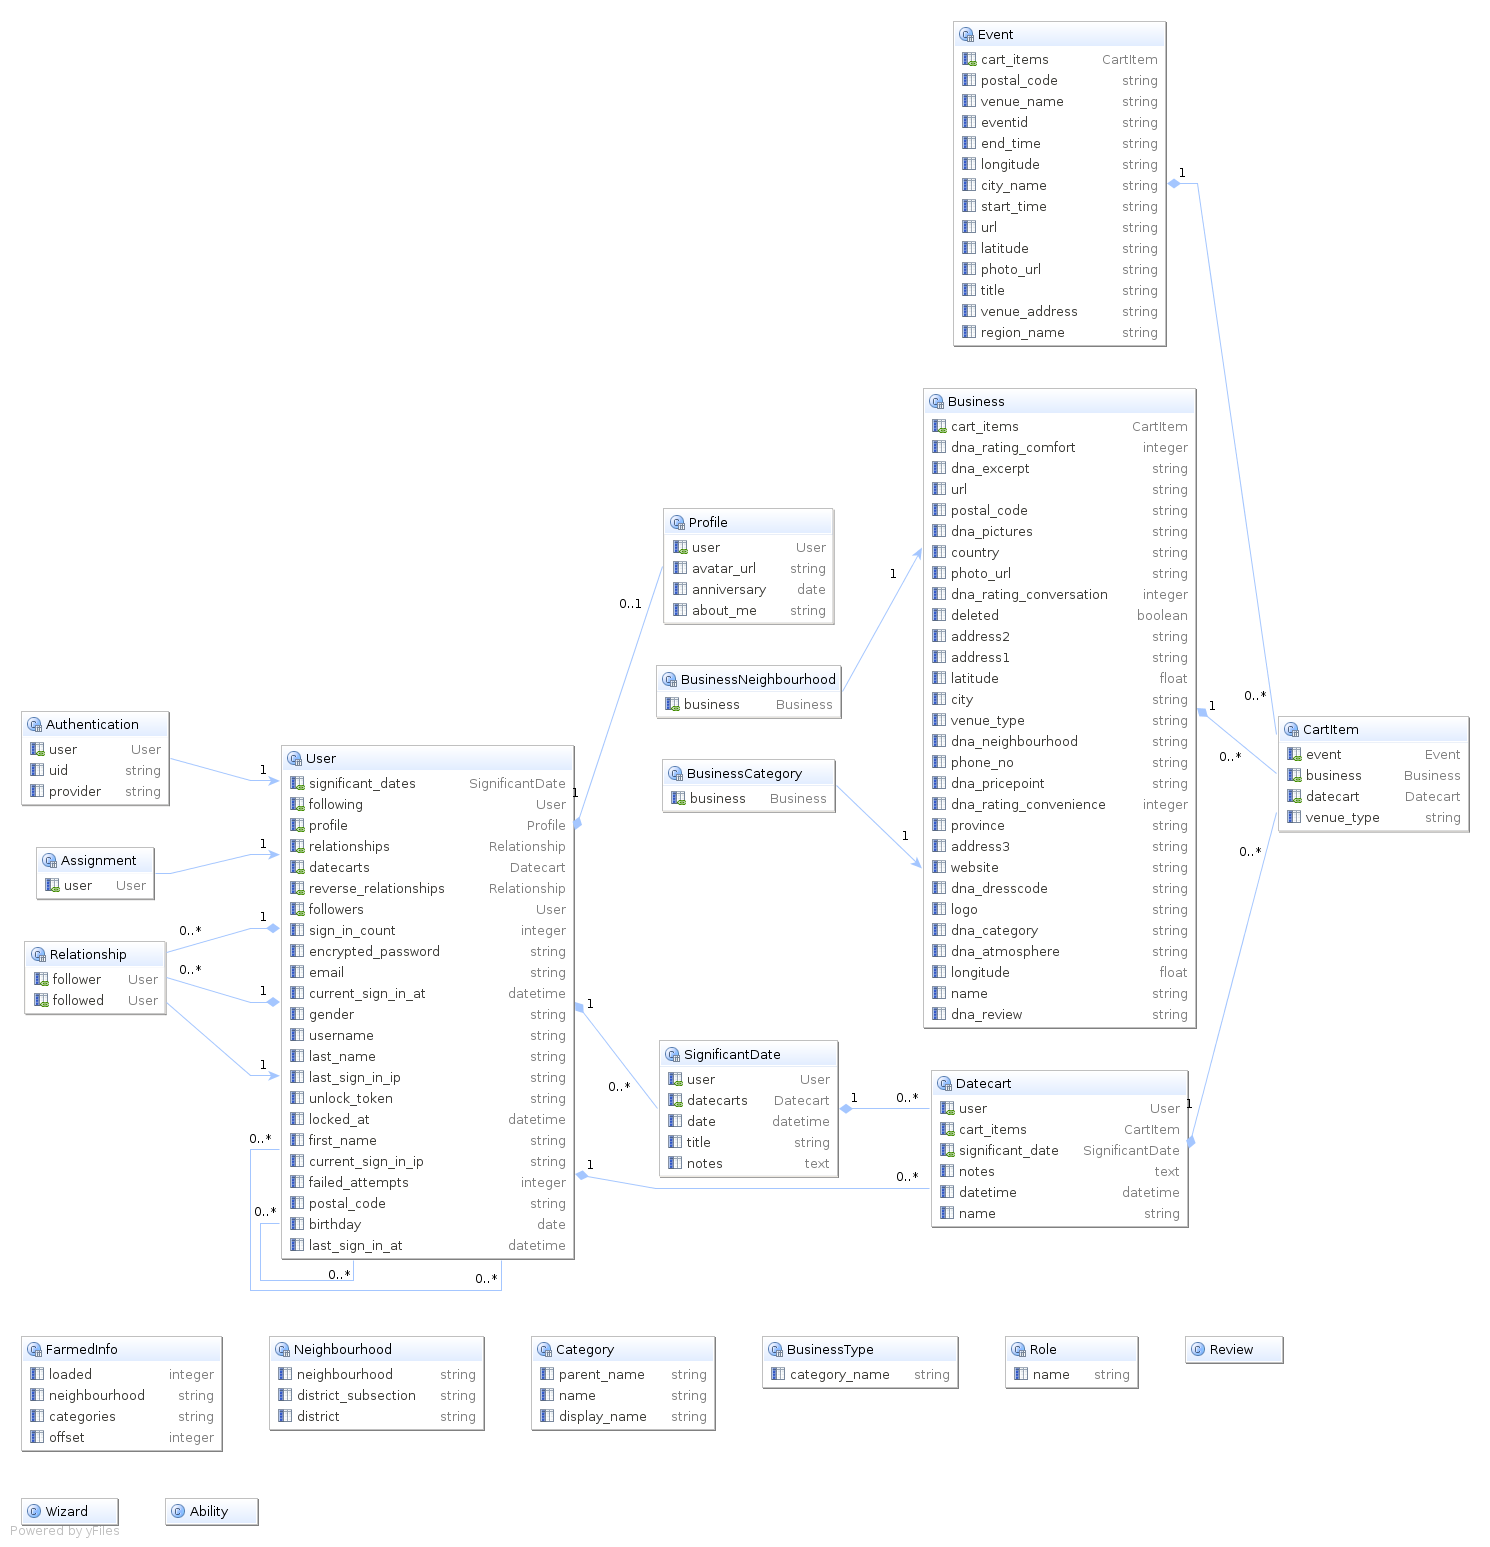 Event
cart_items CartItem
postal_code string
venue_name string
eventid string
end_time string
longitude string
city_name string
start_time string
url string
latitude string
photo_url string
title string
venue_address string
region_name string
1
0..*
Business
cart_items CartItem
dna_rating_comfort integer
dna_excerpt string
url string
postal_code string
dna_pictures string
country string
photo_url string
dna_rating_conversation integer
deleted boolean
address2 string
address1 string
latitude float
city string
venue_type string
dna_neighbourhood string
phone_no string
dna_pricepoint string
dna_rating_convenience integer
province string
address3 string
website string
dna_dresscode string
logo string
dna_category string
dna_atmosphere string
longitude float
name string
dna_review string
1
0..*
Profile
user User
avatar_url string
anniversary date
about_me string
0..1
1
BusinessNeighbourhood
business Business
1
BusinessCategory
business Business
1
CartItem
event Event
business Business
datecart Datecart
venue_type string
0..*
1
Authentication
user User
uid string
provider string
1
Assignment
user User
1
Relationship
follower User
followed User
0..*
1
0..*
1
1
User
significant_dates SignificantDate
following User
profile Profile
relationships Relationship
datecarts Datecart
reverse_relationships Relationship
followers User
sign_in_count integer
encrypted_password string
email string
current_sign_in_at datetime
gender string
username string
last_name string
last_sign_in_ip string
unlock_token string
locked_at datetime
first_name string
current_sign_in_ip string
failed_attempts integer
postal_code string
birthday date
last_sign_in_at datetime
0..*
0..*
0..*
0..*
1
0..*
SignificantDate
user User
datecarts Datecart
date datetime
title string
notes text
1
0..*
1
0..*
Datecart
user User
cart_items CartItem
significant_date SignificantDate
notes text
datetime datetime
name string
FarmedInfo
loaded integer
neighbourhood string
categories string
offset integer
Neighbourhood
neighbourhood string
district_subsection string
district string
Category
parent_name string
name string
display_name string
BusinessType
category_name string
Role
name string
Review
Wizard
Ability
Powered by yFiles